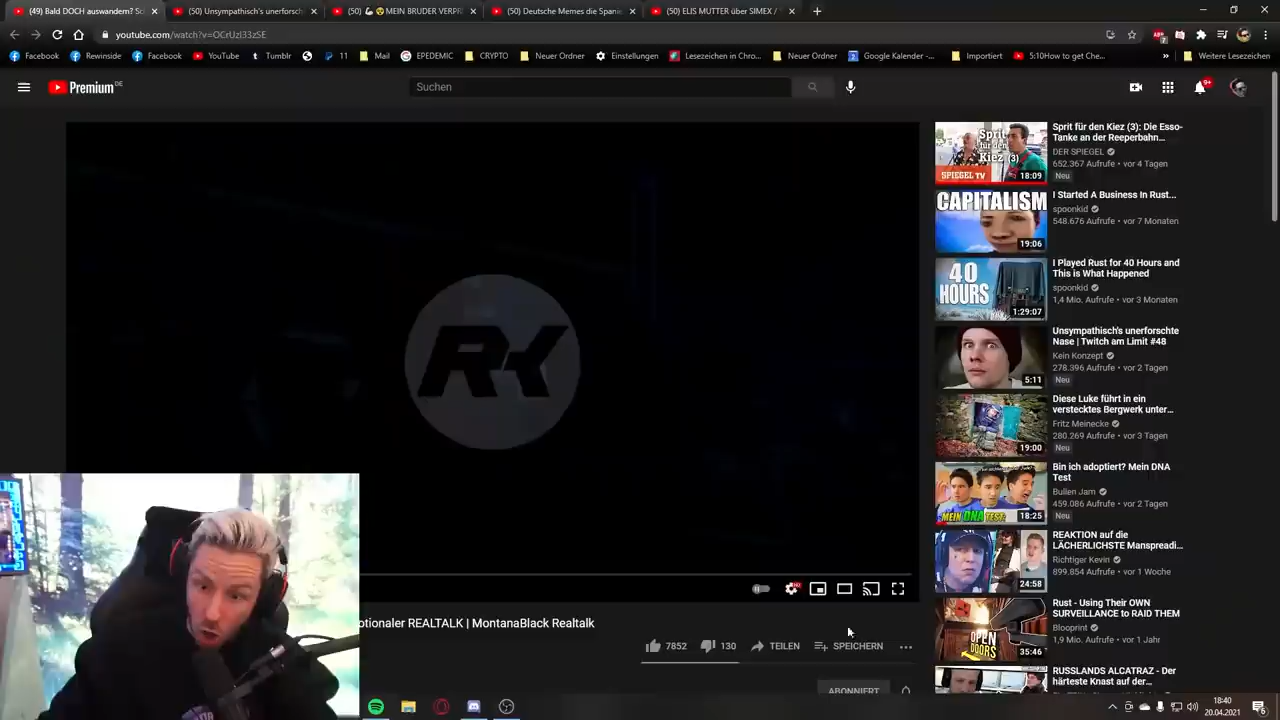 (49) Bald DOCH auswandern? Sc
(50) Unsympathisch's unerforsch
(50) 💪😲MEIN BRUDER VERPR
(50) Deutsche Memes die Spani
(50) ELIS MUTTER über SIMEX /
youtube.com/watch?v=OCrUzI33zSE
Facebook
Rewinside
Facebook
YouTube
Tumblr
11
Mail
EPEDEMIC
CRYPTO
Neuer Ordner
Einstellungen
Lesezeichen in Chro...
Neuer Ordner
Google Kalender -...
Importiert
5:10How to get Che...
»
Weitere Lesezeichen
Premium DE
Suchen
9+
RK
Sprit für den Kiez (3)
SPIEGEL TV
18:09
Sprit für den Kiez (3): Die Esso-
Tanke an der Reeperbahn...
DER SPIEGEL
652.367 Aufrufe • vor 4 Tagen
Neu
CAPITALISM
19:06
I Started A Business In Rust...
spoonkid
548.676 Aufrufe • vor 7 Monaten
40
HOURS
1:29:07
I Played Rust for 40 Hours and
This is What Happened
spoonkid
1,4 Mio. Aufrufe • vor 3 Monaten
5:11
Unsympathisch's unerforschte
Nase | Twitch am Limit #48
Kein Konzept
278.396 Aufrufe • vor 2 Tagen
Neu
19:00
Diese Luke führt in ein
verstecktes Bergwerk unter...
Fritz Meinecke
280.269 Aufrufe • vor 3 Tagen
Neu
MEIN DNA TEST:
18:25
Bin ich adoptiert? Mein DNA
Test
Bullen Jam
459.086 Aufrufe • vor 2 Tagen
Neu
24:58
REAKTION auf die
LÄCHERLICHSTE Manspreadi...
Richtiger Kevin
899.854 Aufrufe • vor 1 Woche
OPEN
DOORS
35:46
Rust - Using Their OWN
SURVEILLANCE to RAID THEM
Blooprint
1,9 Mio. Aufrufe • vor 1 Jahr
RUSSLANDS ALCATRAZ - Der
härteste Knast auf der...
otionaler REALTALK | MontanaBlack Realtalk
7852
130
TEILEN
SPEICHERN
ABONNIERT
18:40
20.04.2021